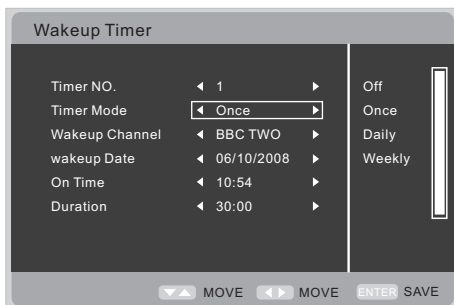 Wakeup Timer
Timer NO. 1
Timer Mode Once
Wakeup Channel BBC TWO
wakeup Date 06/10/2008
On Time 10:54
Duration 30:00
Off
Once
Daily
Weekly
MOVE MOVE ENTER SAVE